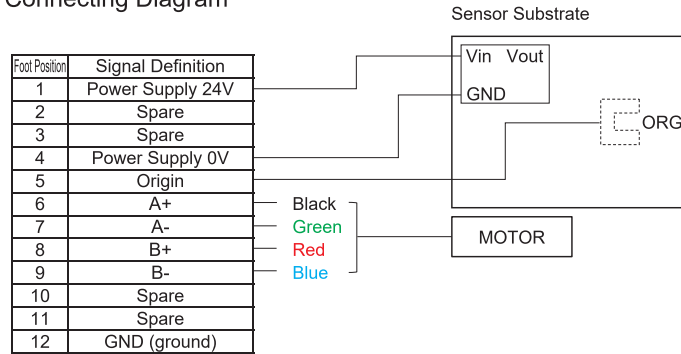 Connecting Diagram
Sensor Substrate
Foot Position Signal Definition
1 Power Supply 24V
2 Spare
3 Spare
4 Power Supply 0V
5 Origin
6 A+
7 A-
8 B+
9 B-
10 Spare
11 Spare
12 GND (ground)
Black
Green
Red
Blue
Vin Vout
GND
ORG
MOTOR